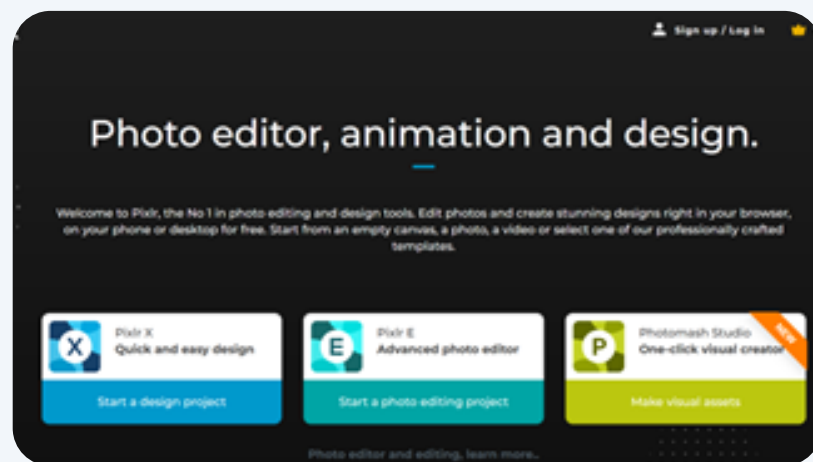 Sign up / Log in
Photo editor, animation and design.
Welcome to Pixlr, the No 1 in photo editing and design tools. Edit photos and create stunning designs right in your browser,
on your phone or desktop for free. Start from an empty canvas, a photo, a video or select one of our professionally crafted
templates.
X
Pixlr X
Quick and easy design
Start a design project
E
Pixlr E
Advanced photo editor
Start a photo editing project
P
Photomash Studio
One-click visual creator
NEW
Make visual assets
Photo editor and editing, learn more..